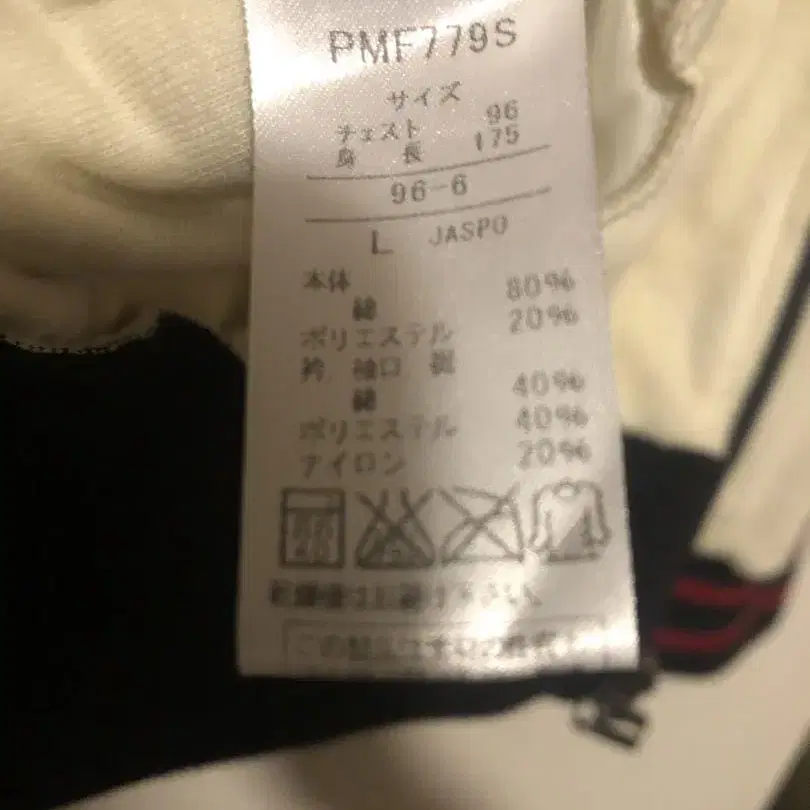 PMF779S
サイズ
チェスト 96
身 長 175
96-6
L JASPO
本体
綿 80%
ポリエステル 20%
衿 袖口 裾
綿 40%
ポリエステル 40%
ナイロン 20%